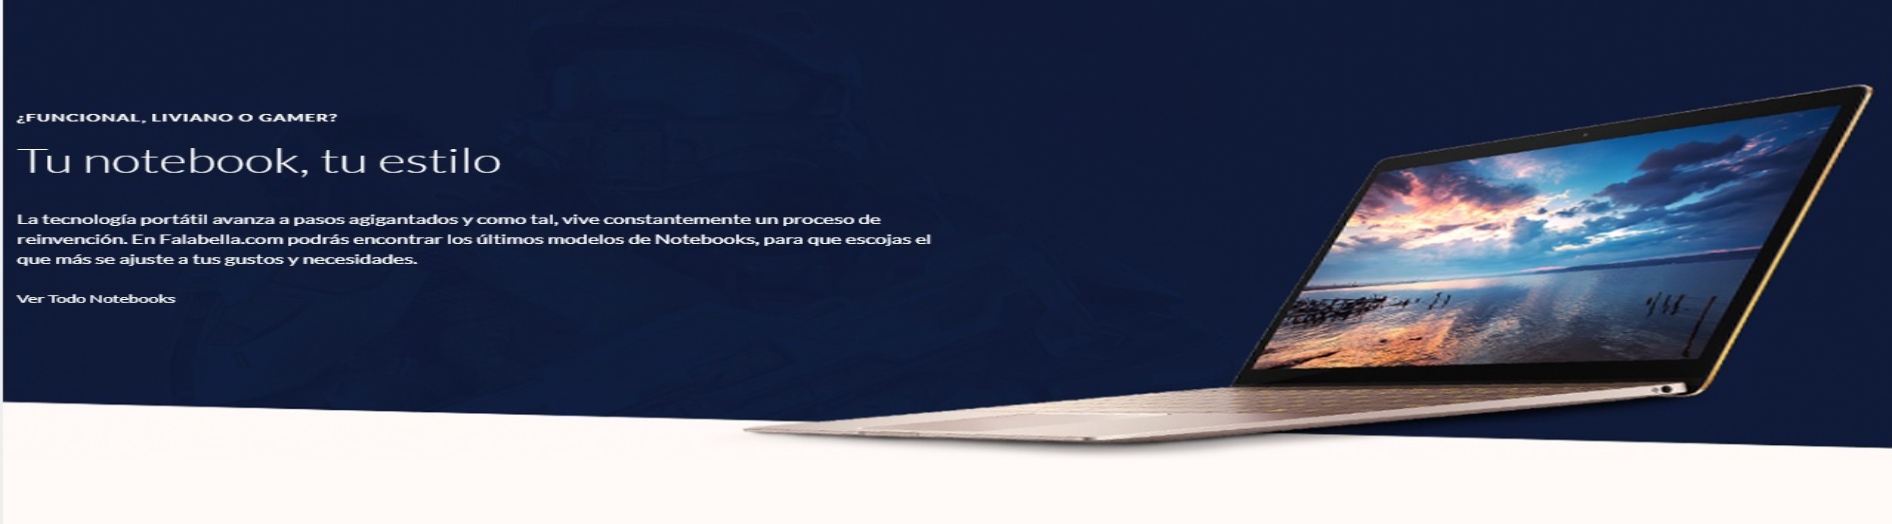 ¿FUNCIONAL, LIVIANO O GAMER?
Tu notebook, tu estilo
La tecnología portátil avanza a pasos agigantados y como tal, vive constantemente un proceso de
reinvención. En Falabella.com podrás encontrar los últimos modelos de Notebooks, para que escojas el
que más se ajuste a tus gustos y necesidades.
Ver Todo Notebooks